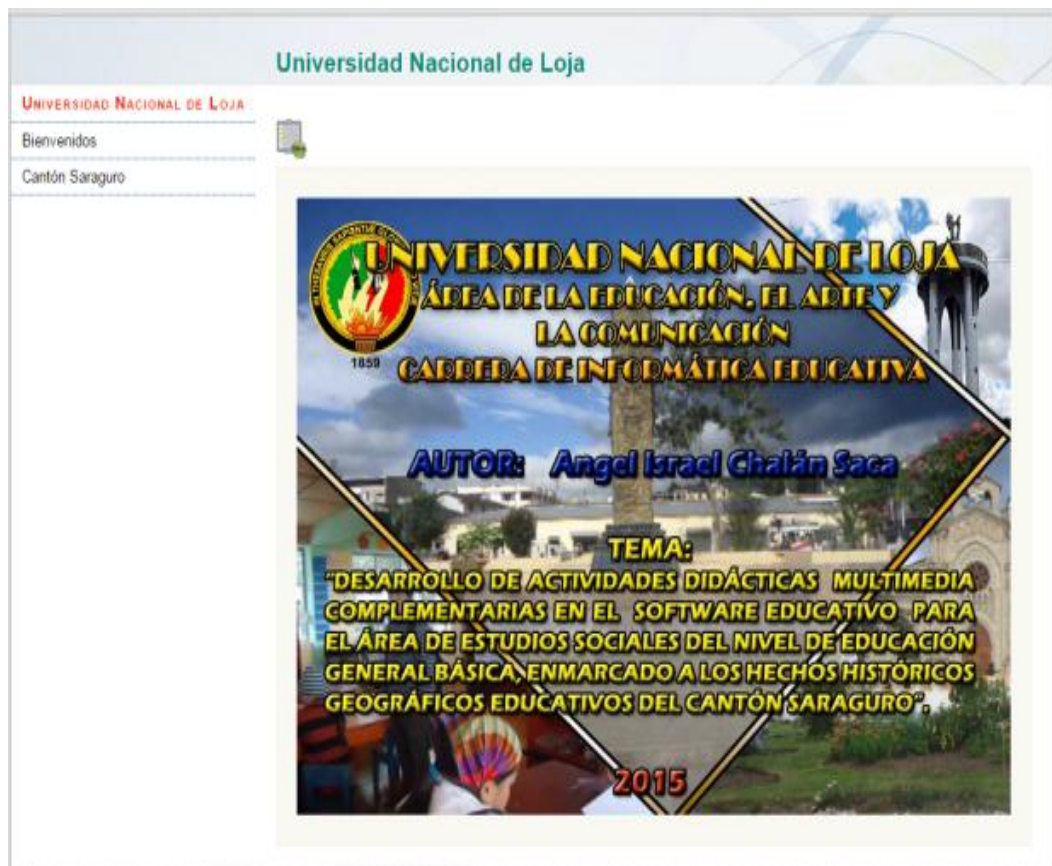 Universidad Nacional de Loja
UNIVERSIDAD NACIONAL DE LOJA
Bienvenidos
Cantón Saraguro
UNIVERSIDAD NACIONAL DE LOJA
ÁREA DE LA EDUCACIÓN, EL ARTE Y
LA COMUNICACIÓN
CARRERA DE INFORMÁTICA EDUCATIVA
1859
AUTOR: Angel Israel Chalán Saca
TEMA:
"DESARROLLO DE ACTIVIDADES DIDÁCTICAS MULTIMEDIA
COMPLEMENTARIAS EN EL SOFTWARE EDUCATIVO PARA
EL ÁREA DE ESTUDIOS SOCIALES DEL NIVEL DE EDUCACIÓN
GENERAL BÁSICA, ENMARCADO A LOS HECHOS HISTÓRICOS
GEOGRÁFICOS EDUCATIVOS DEL CANTÓN SARAGURO".
2015